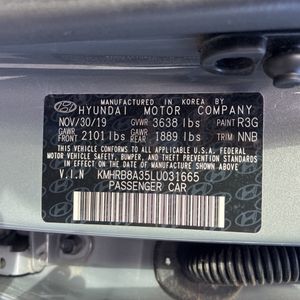 MANUFACTURED IN KOREA BY
HYUNDAI MOTOR COMPANY
NOV/30/19 GVWR 3638 lbs PAINT R3G
GAWR FRONT 2101 lbs GAWR REAR 1889 lbs TRIM NNB
THIS VEHICLE CONFORMS TO ALL APPLICABLE U.S.A. FEDERAL
MOTOR VEHICLE SAFETY, BUMPER, AND THEFT PREVENTION
STANDARDS IN EFFECT ON THE DATE OF MANUFACTURE SHOWN ABOVE.
V.I.N KMHRB8A35LU031665
PASSENGER CAR